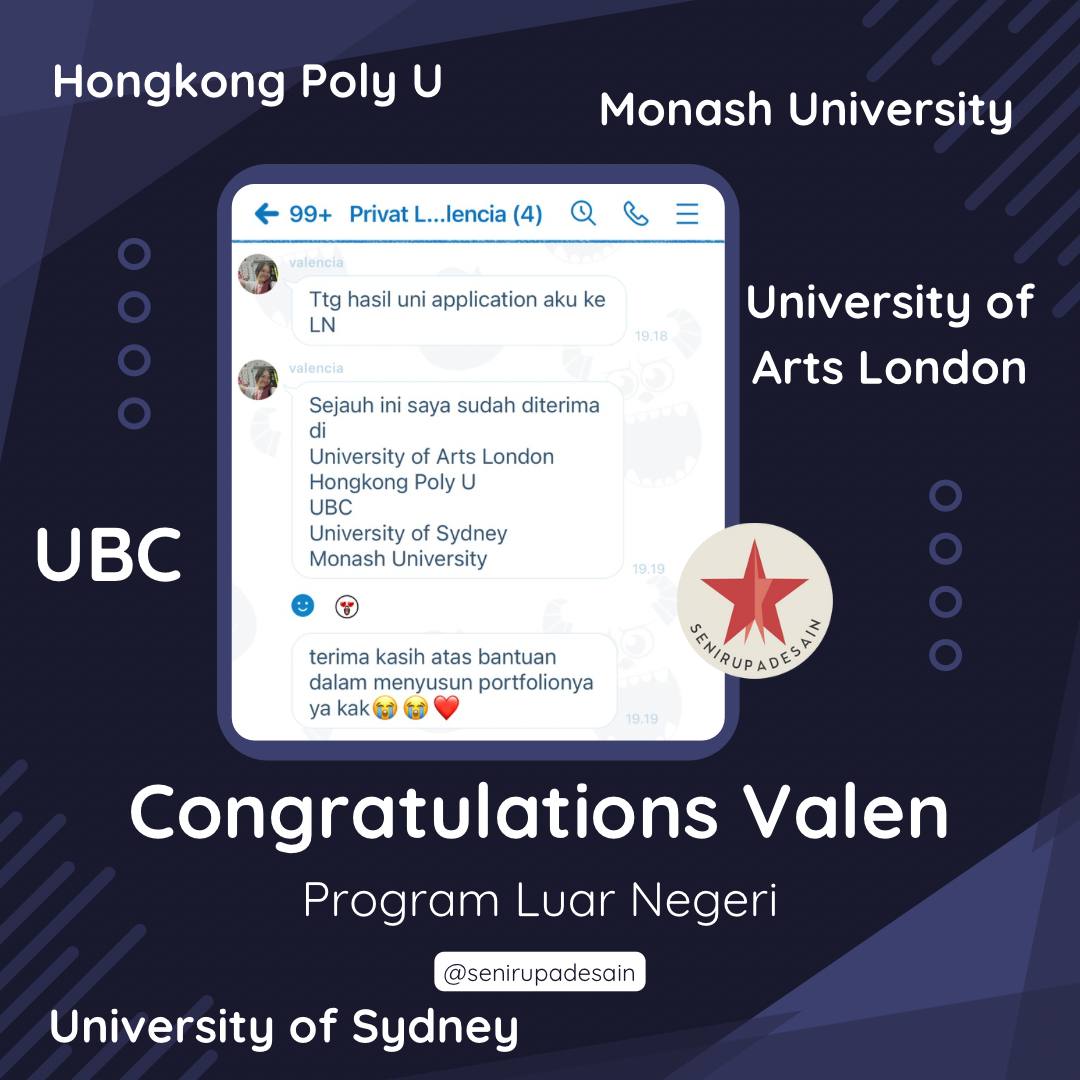 Hongkong Poly U
Monash University
99+ Privat L...lencia (4)
valencia
Ttg hasil uni application aku ke
LN
19.18
valencia
Sejauh ini saya sudah diterima
di
University of Arts London
Hongkong Poly U
UBC
University of Sydney
Monash University
19.19
terima kasih atas bantuan
dalam menyusun portfolionya
ya kak😭😭❤️
19.19
University of
Arts London
UBC
SENIRUPADESAIN
Congratulations Valen
Program Luar Negeri
@senirupadesain
University of Sydney